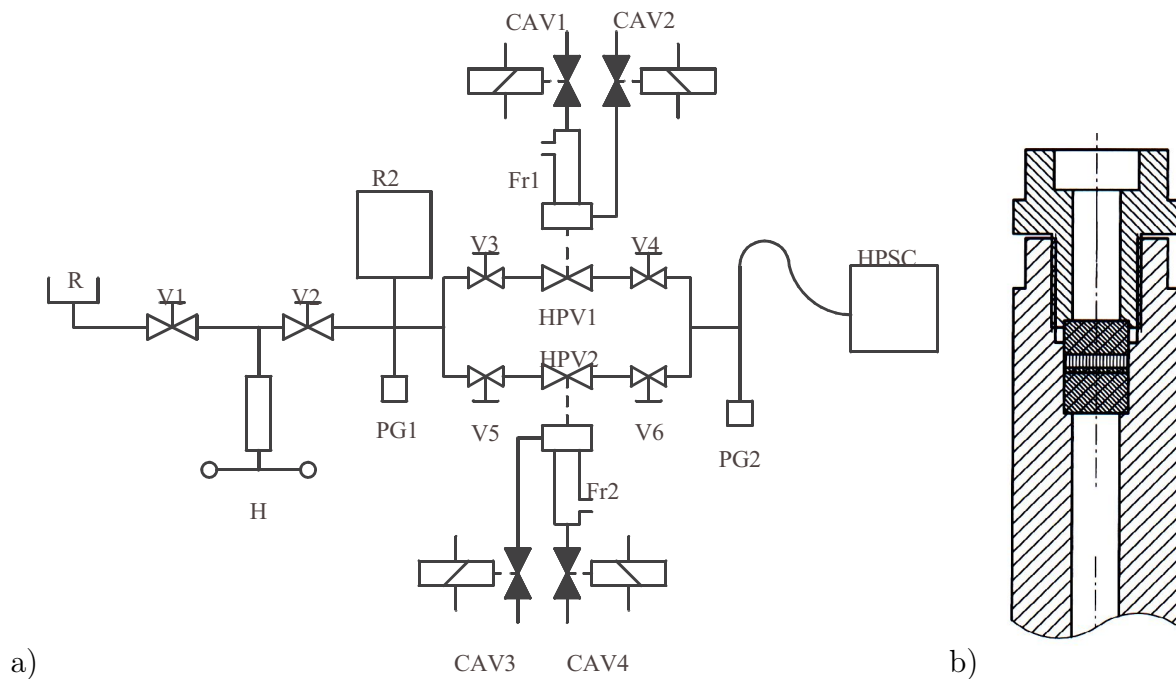 CAV1 CAV2
R2
Fr1
V3 V4
R
V1 V2
HPSC
HPV1
HPV2
PG1 V5 V6
PG2
Fr2
H
CAV3 CAV4
a) b)